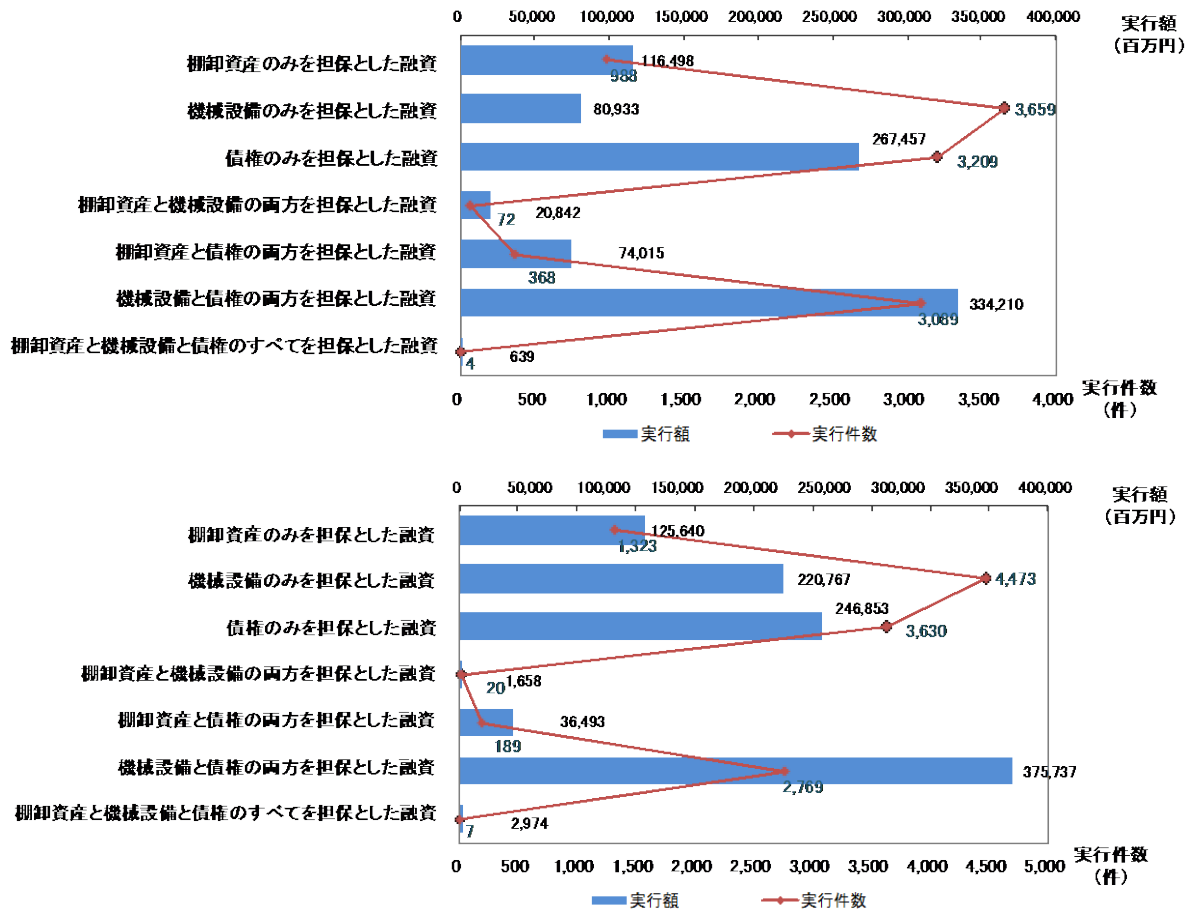 0 50,000 100,000 150,000 200,000 250,000 300,000 350,000 400,000 実行額
（百万円）
棚卸資産のみを担保とした融資 988 116,498
機械設備のみを担保とした融資 80,933 3,659
債権のみを担保とした融資 267,457 3,209
棚卸資産と機械設備の両方を担保とした融資 72 20,842
棚卸資産と債権の両方を担保とした融資 368 74,015
機械設備と債権の両方を担保とした融資 3,089 334,210
棚卸資産と機械設備と債権のすべてを担保とした融資 4 639
0 500 1,000 1,500 2,000 2,500 3,000 3,500 4,000 実行件数
（件）
実行額 実行件数
0 50,000 100,000 150,000 200,000 250,000 300,000 350,000 400,000 実行額
（百万円）
棚卸資産のみを担保とした融資 1,323 125,640
機械設備のみを担保とした融資 220,767 4,473
債権のみを担保とした融資 246,853 3,630
棚卸資産と機械設備の両方を担保とした融資 20 1,658
棚卸資産と債権の両方を担保とした融資 189 36,493
機械設備と債権の両方を担保とした融資 2,769 375,737
棚卸資産と機械設備と債権のすべてを担保とした融資 7 2,974
0 500 1,000 1,500 2,000 2,500 3,000 3,500 4,000 4,500 5,000 実行件数
（件）
実行額 実行件数